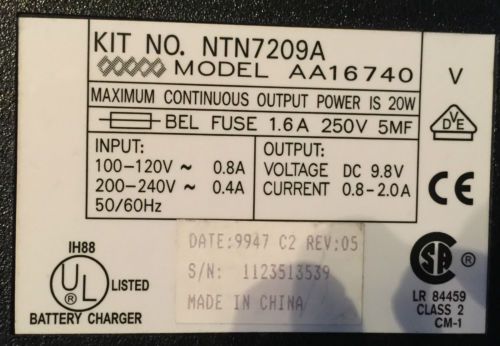 KIT NO. NTN7209A
MODEL AA16740
V
MAXIMUM CONTINUOUS OUTPUT POWER IS 20W
BEL FUSE 1.6A 250V 5MF
DVE
INPUT:
100-120V ~ 0.8A
200-240V ~ 0.4A
50/60Hz
OUTPUT:
VOLTAGE DC 9.8V
CURRENT 0.8-2.0A
CE
IH88
UL ®
LISTED
BATTERY CHARGER
DATE:9947 C2 REV:05
S/N: 1123513539
MADE IN CHINA
SA ®
LR 84459
CLASS 2
CM-1